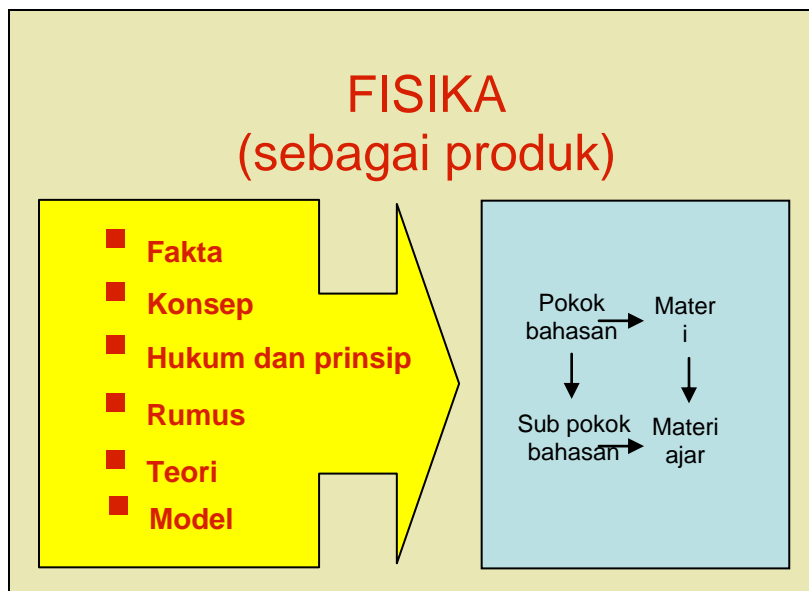 FISIKA
(sebagai produk)
Fakta
Konsep
Hukum dan prinsip
Rumus
Teori
Model
Pokok
bahasan
Mater
i
Sub pokok
bahasan
Materi
ajar